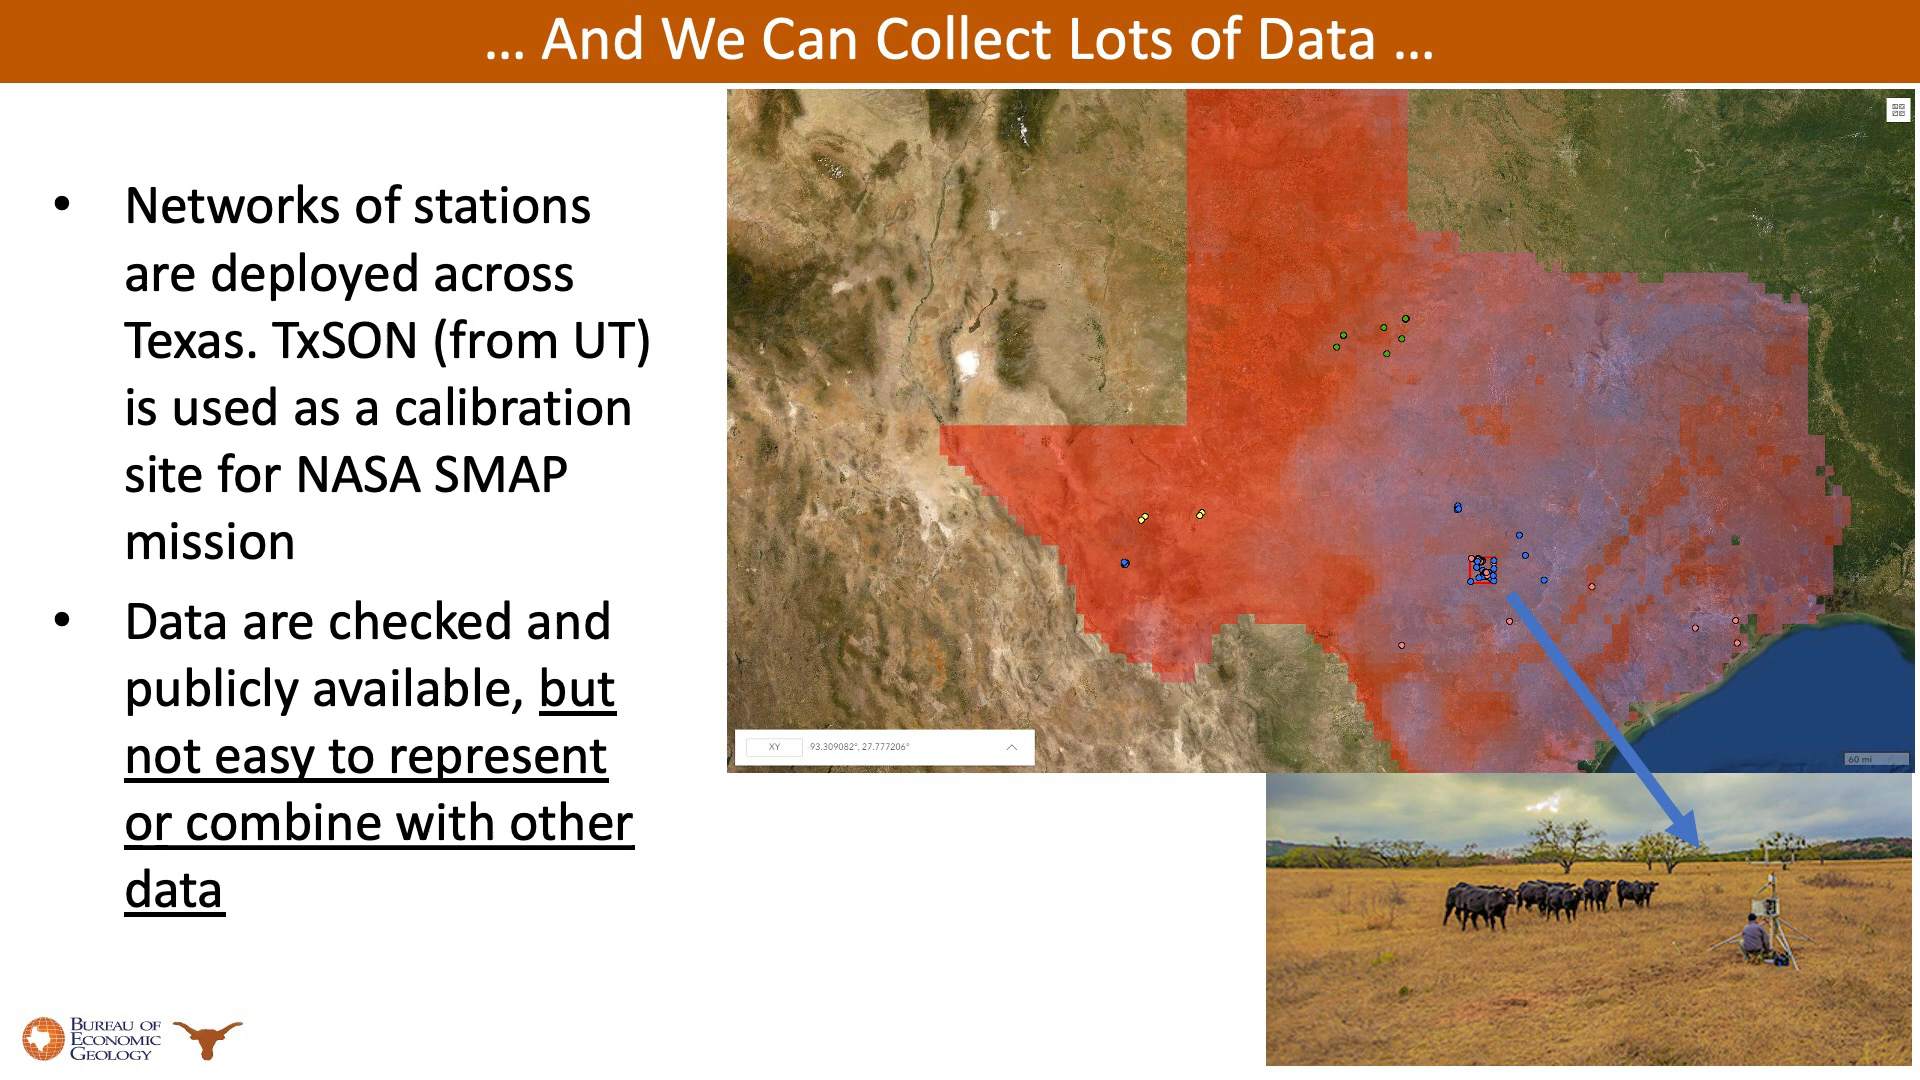 ... And We Can Collect Lots of Data ...
• Networks of stations
are deployed across
Texas. TxSON (from UT)
is used as a calibration
site for NASA SMAP
mission
• Data are checked and
publicly available, but
not easy to represent
or combine with other
data
XY -93.309082°, 27.777206°
60 mi
BUREAU OF
ECONOMIC
GEOLOGY